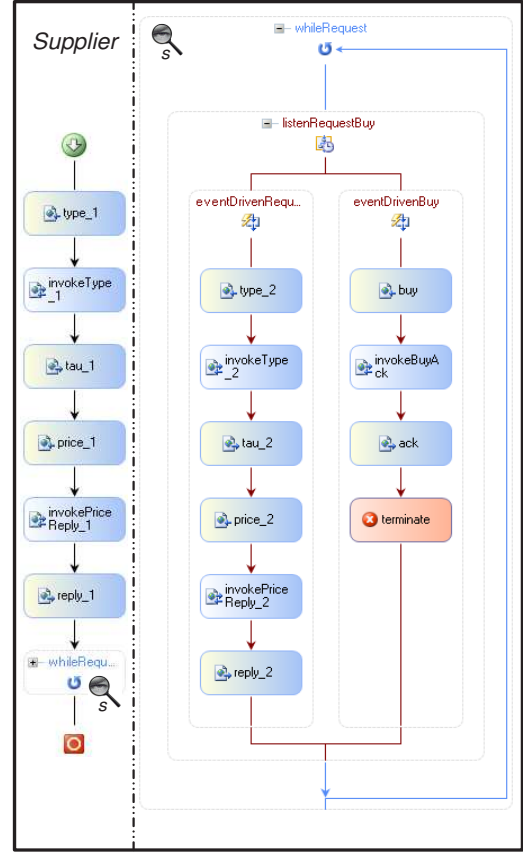 Supplier
type_1
invokeType
_1
tau_1
price_1
invokePrice
Reply_1
reply_1
whileRequ...
s
s
whileRequest
listenRequestBuy
eventDrivenRequ...
type_2
invokeType
_2
tau_2
price_2
invokePrice
Reply_2
reply_2
eventDrivenBuy
buy
invokeBuyA
ck
ack
terminate